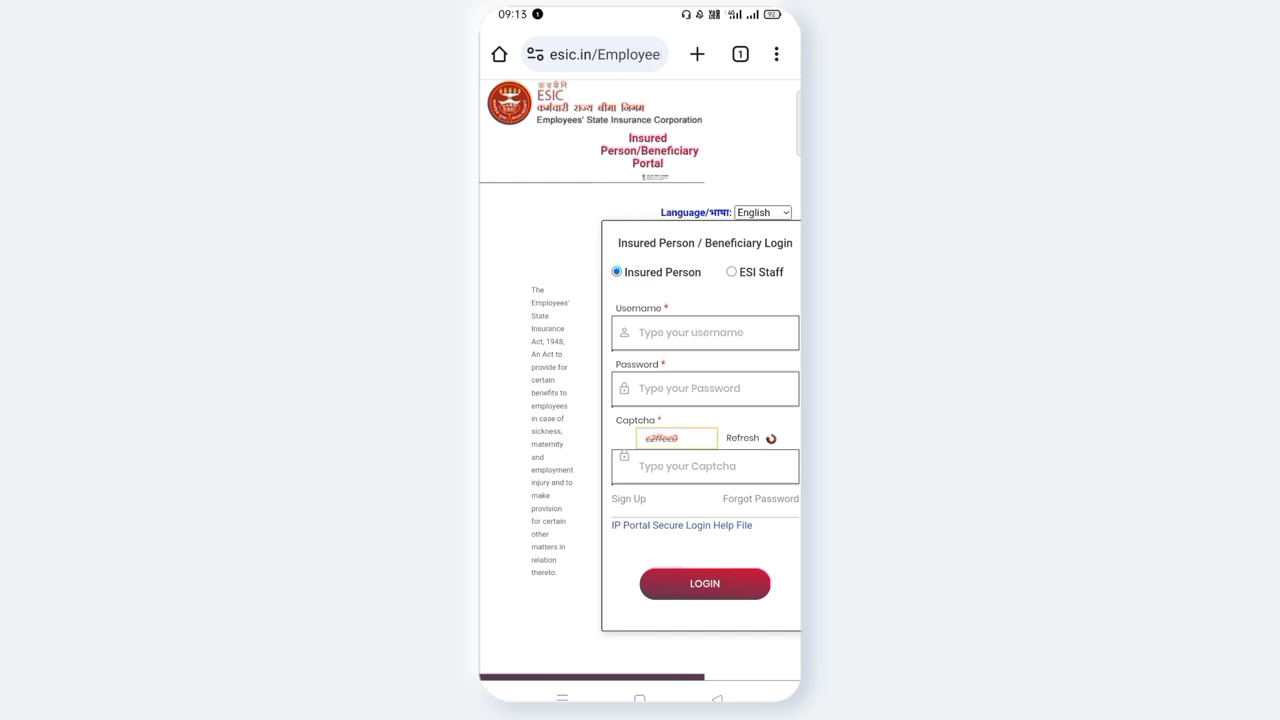 09:13
1
4G
92
esic.in/Employee
1
क रा बी नि
ESIC
कर्मचारी राज्य बीमा निगम
Employees' State Insurance Corporation
Insured
Person/Beneficiary
Portal
Language/भाषा: English
Insured Person / Beneficiary Login
Insured Person ESI Staff
Username *
Type your username
Password *
Type your Password
Captcha *
c2ffec0 Refresh
Type your Captcha
Sign Up Forgot Password
IP Portal Secure Login Help File
LOGIN
The
Employees'
State
Insurance
Act, 1948,
An Act to
provide for
certain
benefits to
employees
in case of
sickness,
maternity
and
employment
injury and to
make
provision
for certain
other
matters in
relation
thereto.